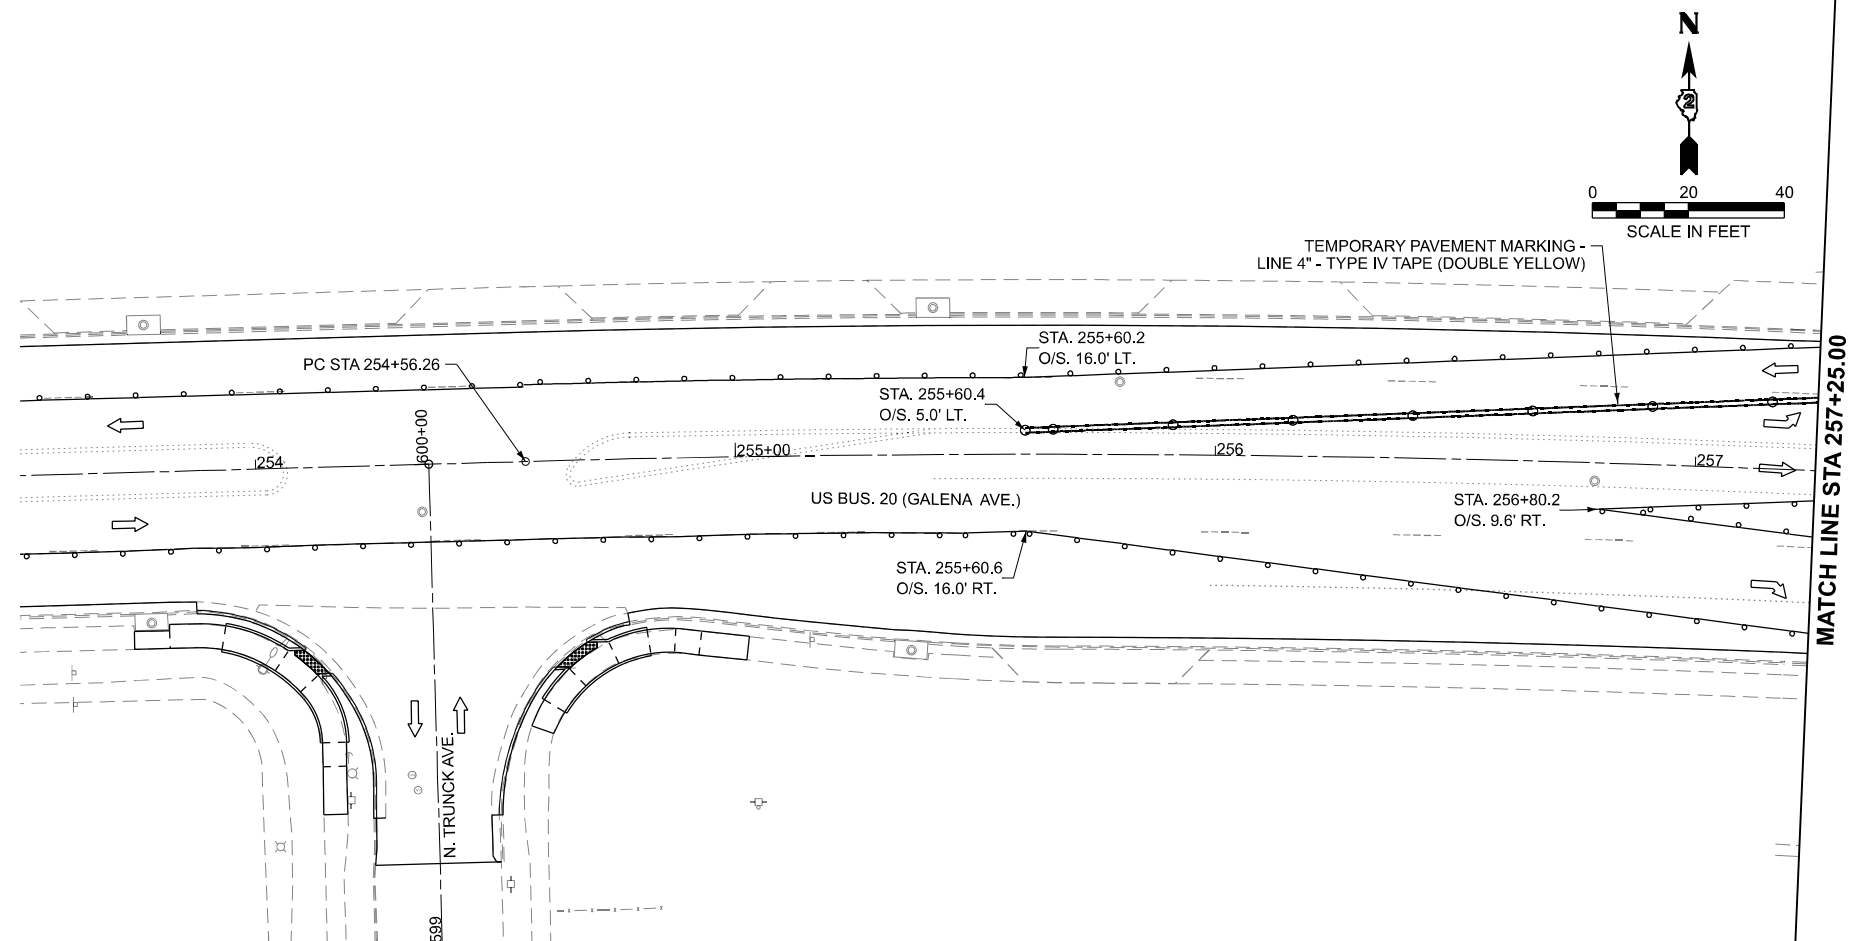 N
2
0 20 40
SCALE IN FEET
TEMPORARY PAVEMENT MARKING -
LINE 4" - TYPE IV TAPE (DOUBLE YELLOW)
STA. 255+60.2
O/S. 16.0' LT.
PC STA 254+56.26
STA. 255+60.4
O/S. 5.0' LT.
MATCH LINE STA 257+25.00
600+00
254
255+00
256
257
US BUS. 20 (GALENA AVE.)
STA. 256+80.2
O/S. 9.6' RT.
STA. 255+60.6
O/S. 16.0' RT.
N. TRUNCK AVE.
599